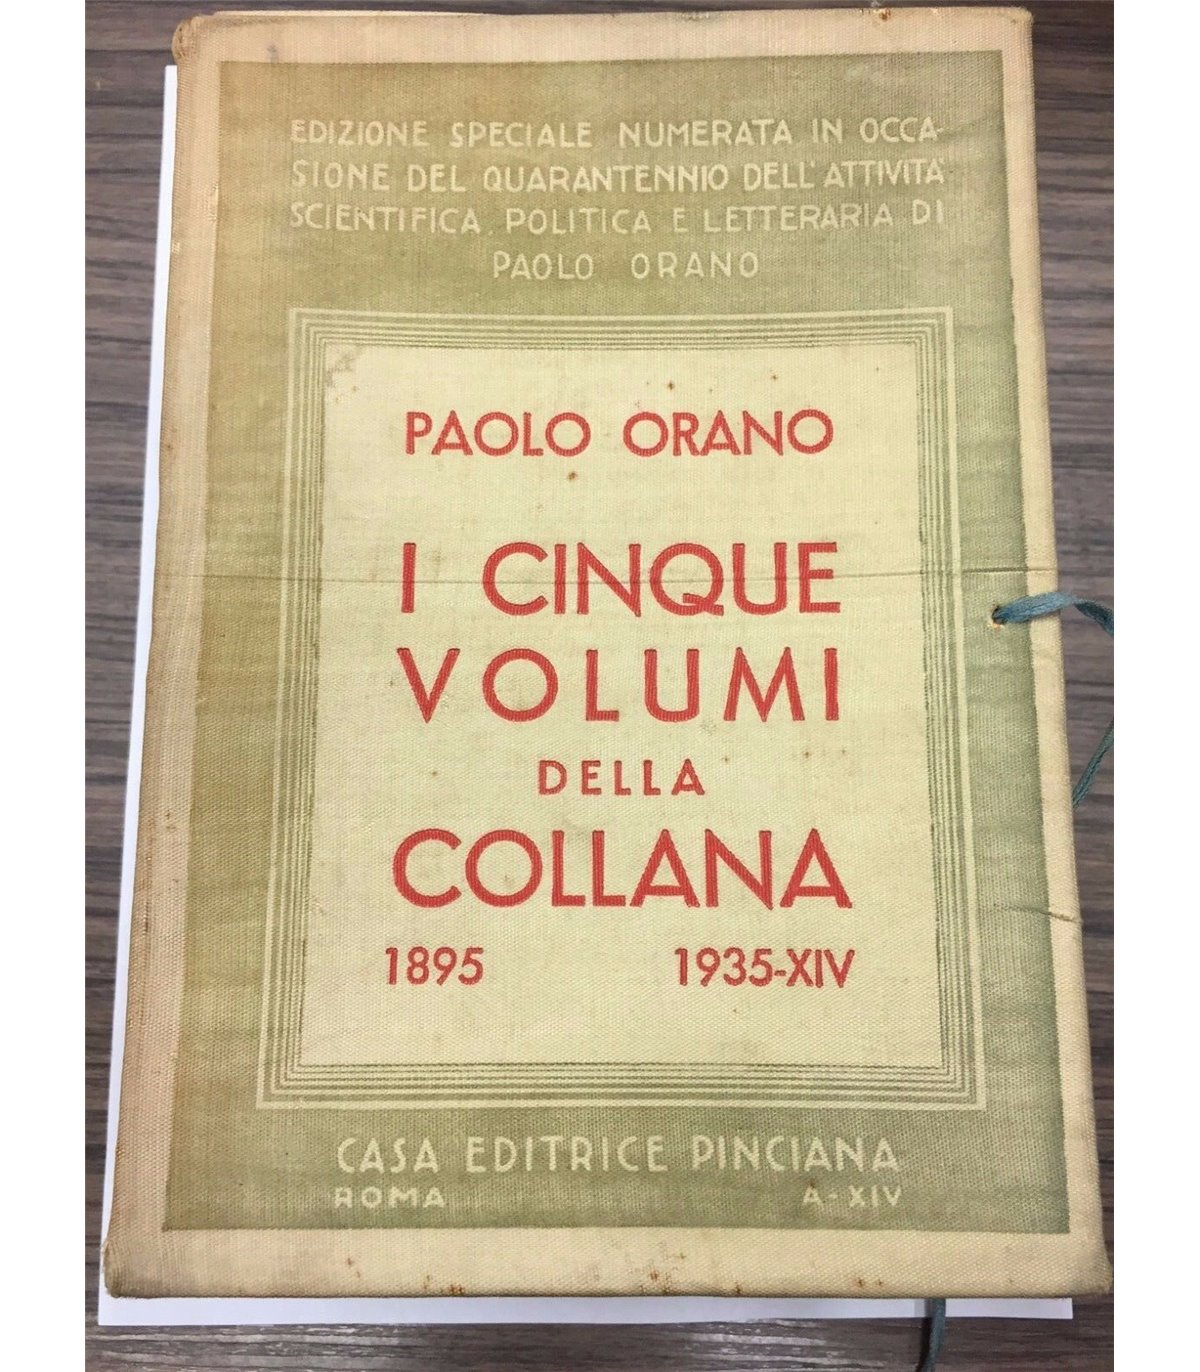 EDIZIONE SPECIALE NUMERATA IN OCCA-
SIONE DEL QUARANTENNIO DELL'ATTIVITÀ
SCIENTIFICA, POLITICA E LETTERARIA DI
PAOLO ORANO
PAOLO ORANO
I CINQUE
VOLUMI
DELLA
COLLANA
1895 1935-XIV
CASA EDITRICE PINCIANA
ROMA A-XIV